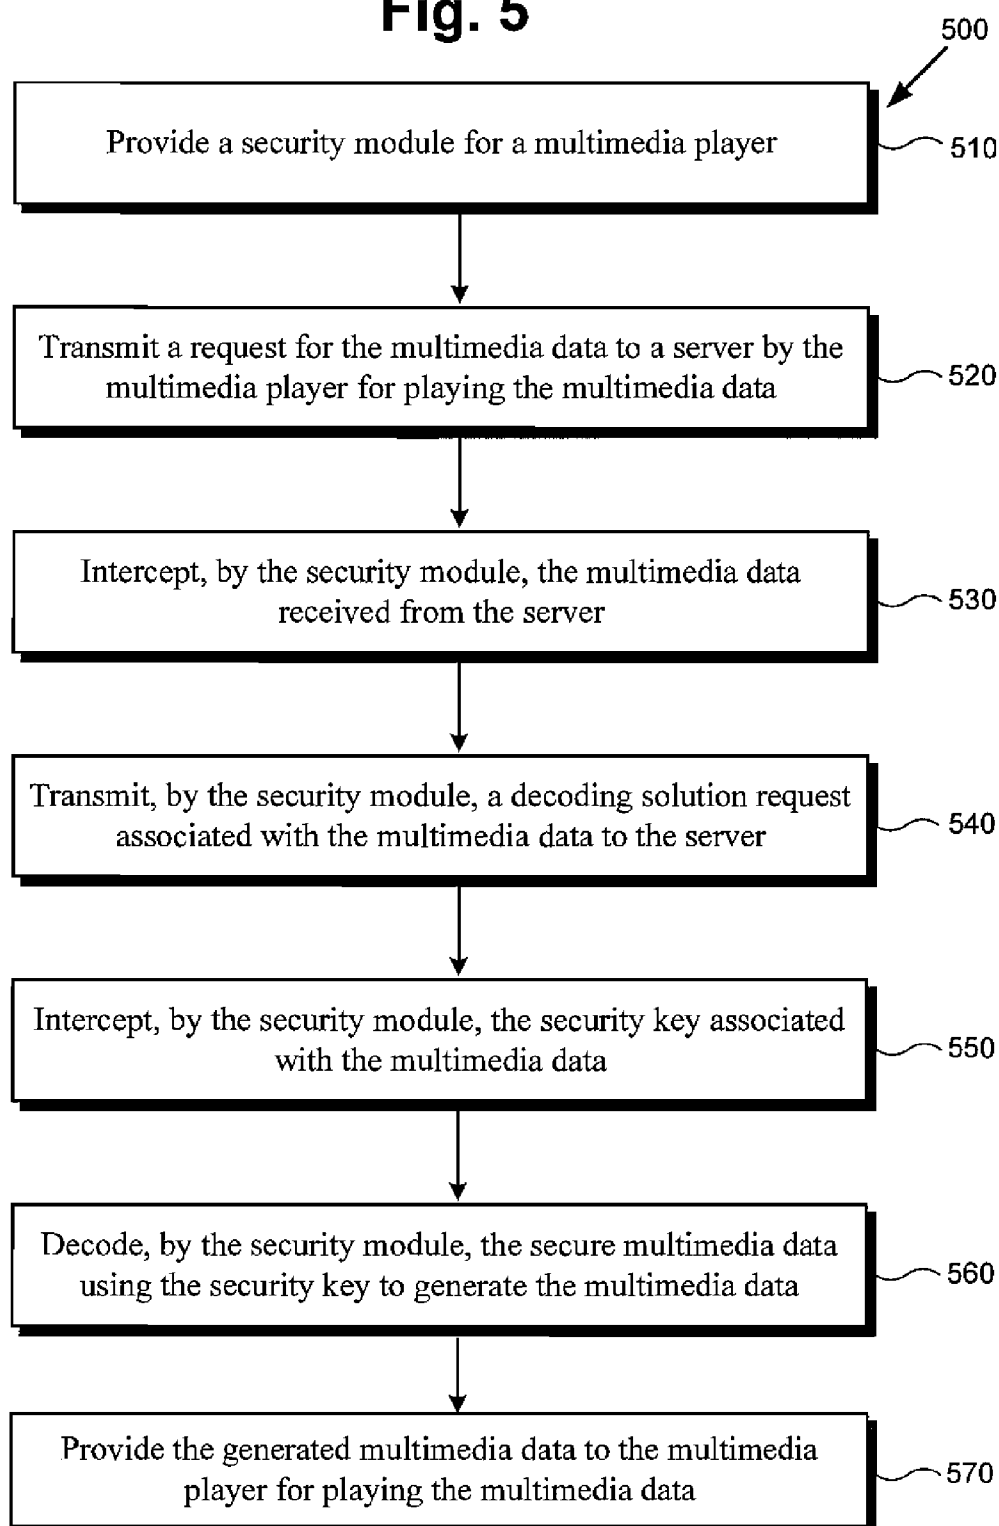 Fig. 5
500
Provide a security module for a multimedia player
510
Transmit a request for the multimedia data to a server by the
multimedia player for playing the multimedia data
520
Intercept, by the security module, the multimedia data
received from the server
530
Transmit, by the security module, a decoding solution request
associated with the multimedia data to the server
540
Intercept, by the security module, the security key associated
with the multimedia data
550
Decode, by the security module, the secure multimedia data
using the security key to generate the multimedia data
560
Provide the generated multimedia data to the multimedia
player for playing the multimedia data
570